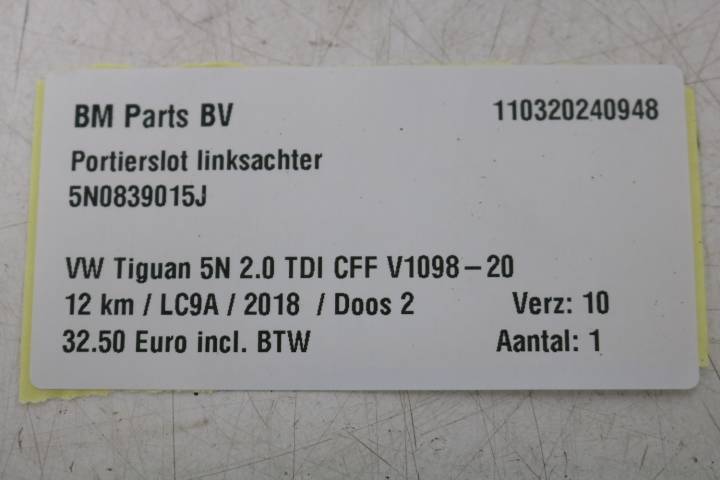 BM Parts BV 110320240948
Portierslot linksachter
5N0839015J
VW Tiguan 5N 2.0 TDI CFF V1098-20
12 km / LC9A / 2018 / Doos 2 Verz: 10
32.50 Euro incl. BTW Aantal: 1